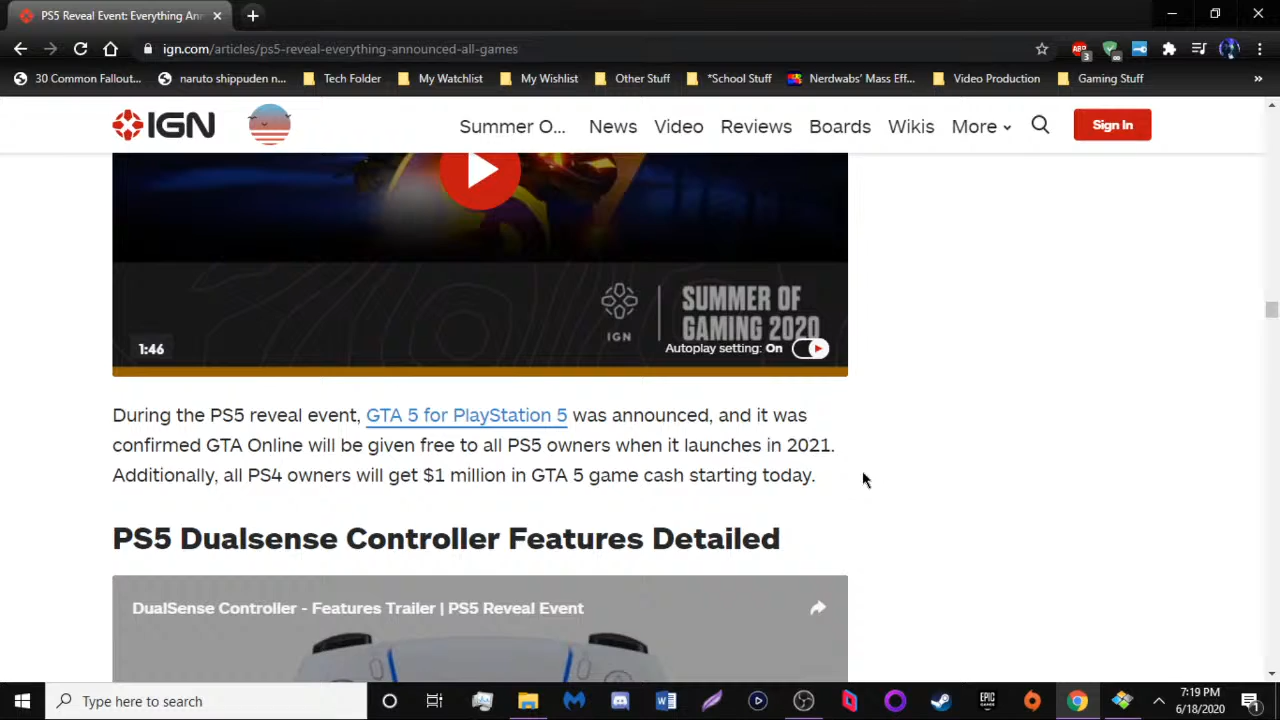 PS5 Reveal Event: Everything Ann
ign.com/articles/ps5-reveal-everything-announced-all-games
30 Common Fallout...
naruto shippuden n...
Tech Folder
My Watchlist
My Wishlist
Other Stuff
*School Stuff
Nerdwabs' Mass Eff...
Video Production
Gaming Stuff
»
ABP
3
∞
IGN
Summer O...
News
Video
Reviews
Boards
Wikis
More
Sign In
IGN
SUMMER OF
GAMING 2020
1:46
Autoplay setting: On
During the PS5 reveal event, GTA 5 for PlayStation 5 was announced, and it was
confirmed GTA Online will be given free to all PS5 owners when it launches in 2021.
Additionally, all PS4 owners will get $1 million in GTA 5 game cash starting today.
PS5 Dualsense Controller Features Detailed
DualSense Controller - Features Trailer | PS5 Reveal Event
Type here to search
EPIC
GAMES
7:19 PM
6/18/2020
1